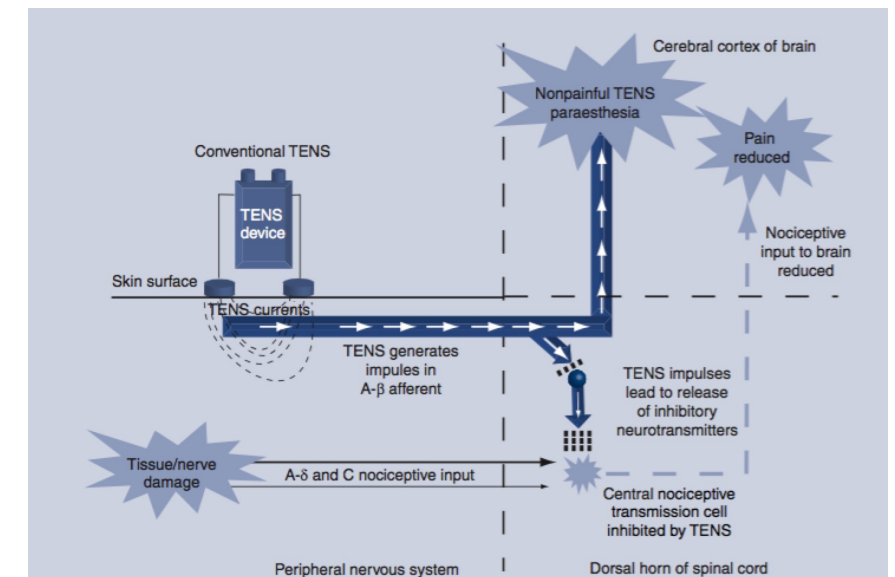 Cerebral cortex of brain
Nonpainful TENS
paraesthesia
Pain
reduced
Conventional TENS
TENS
device
Nociceptive
input to brain
reduced
Skin surface
TENS currents
TENS generates
impules in
A-β afferent
TENS impulses
lead to release
of inhibitory
neurotransmitters
Tissue/nerve
damage
A-δ and C nociceptive input
Central nociceptive
transmission cell
inhibited by TENS
Peripheral nervous system
Dorsal horn of spinal cord